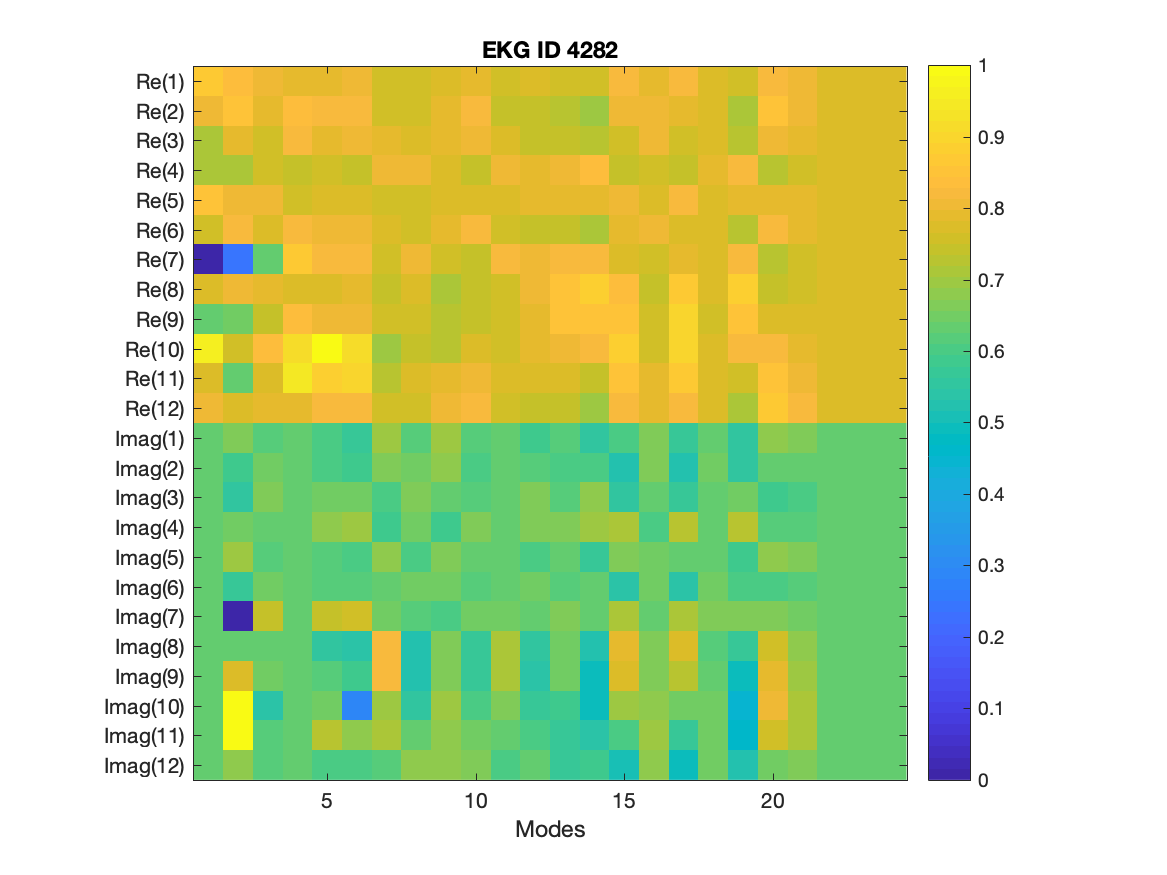 EKG ID 4282
Re(1)
Re(2)
Re(3)
Re(4)
Re(5)
Re(6)
Re(7)
Re(8)
Re(9)
Re(10)
Re(11)
Re(12)
Imag(1)
Imag(2)
Imag(3)
Imag(4)
Imag(5)
Imag(6)
Imag(7)
Imag(8)
Imag(9)
Imag(10)
Imag(11)
Imag(12)
5 10 15 20
Modes
1
0.9
0.8
0.7
0.6
0.5
0.4
0.3
0.2
0.1
0